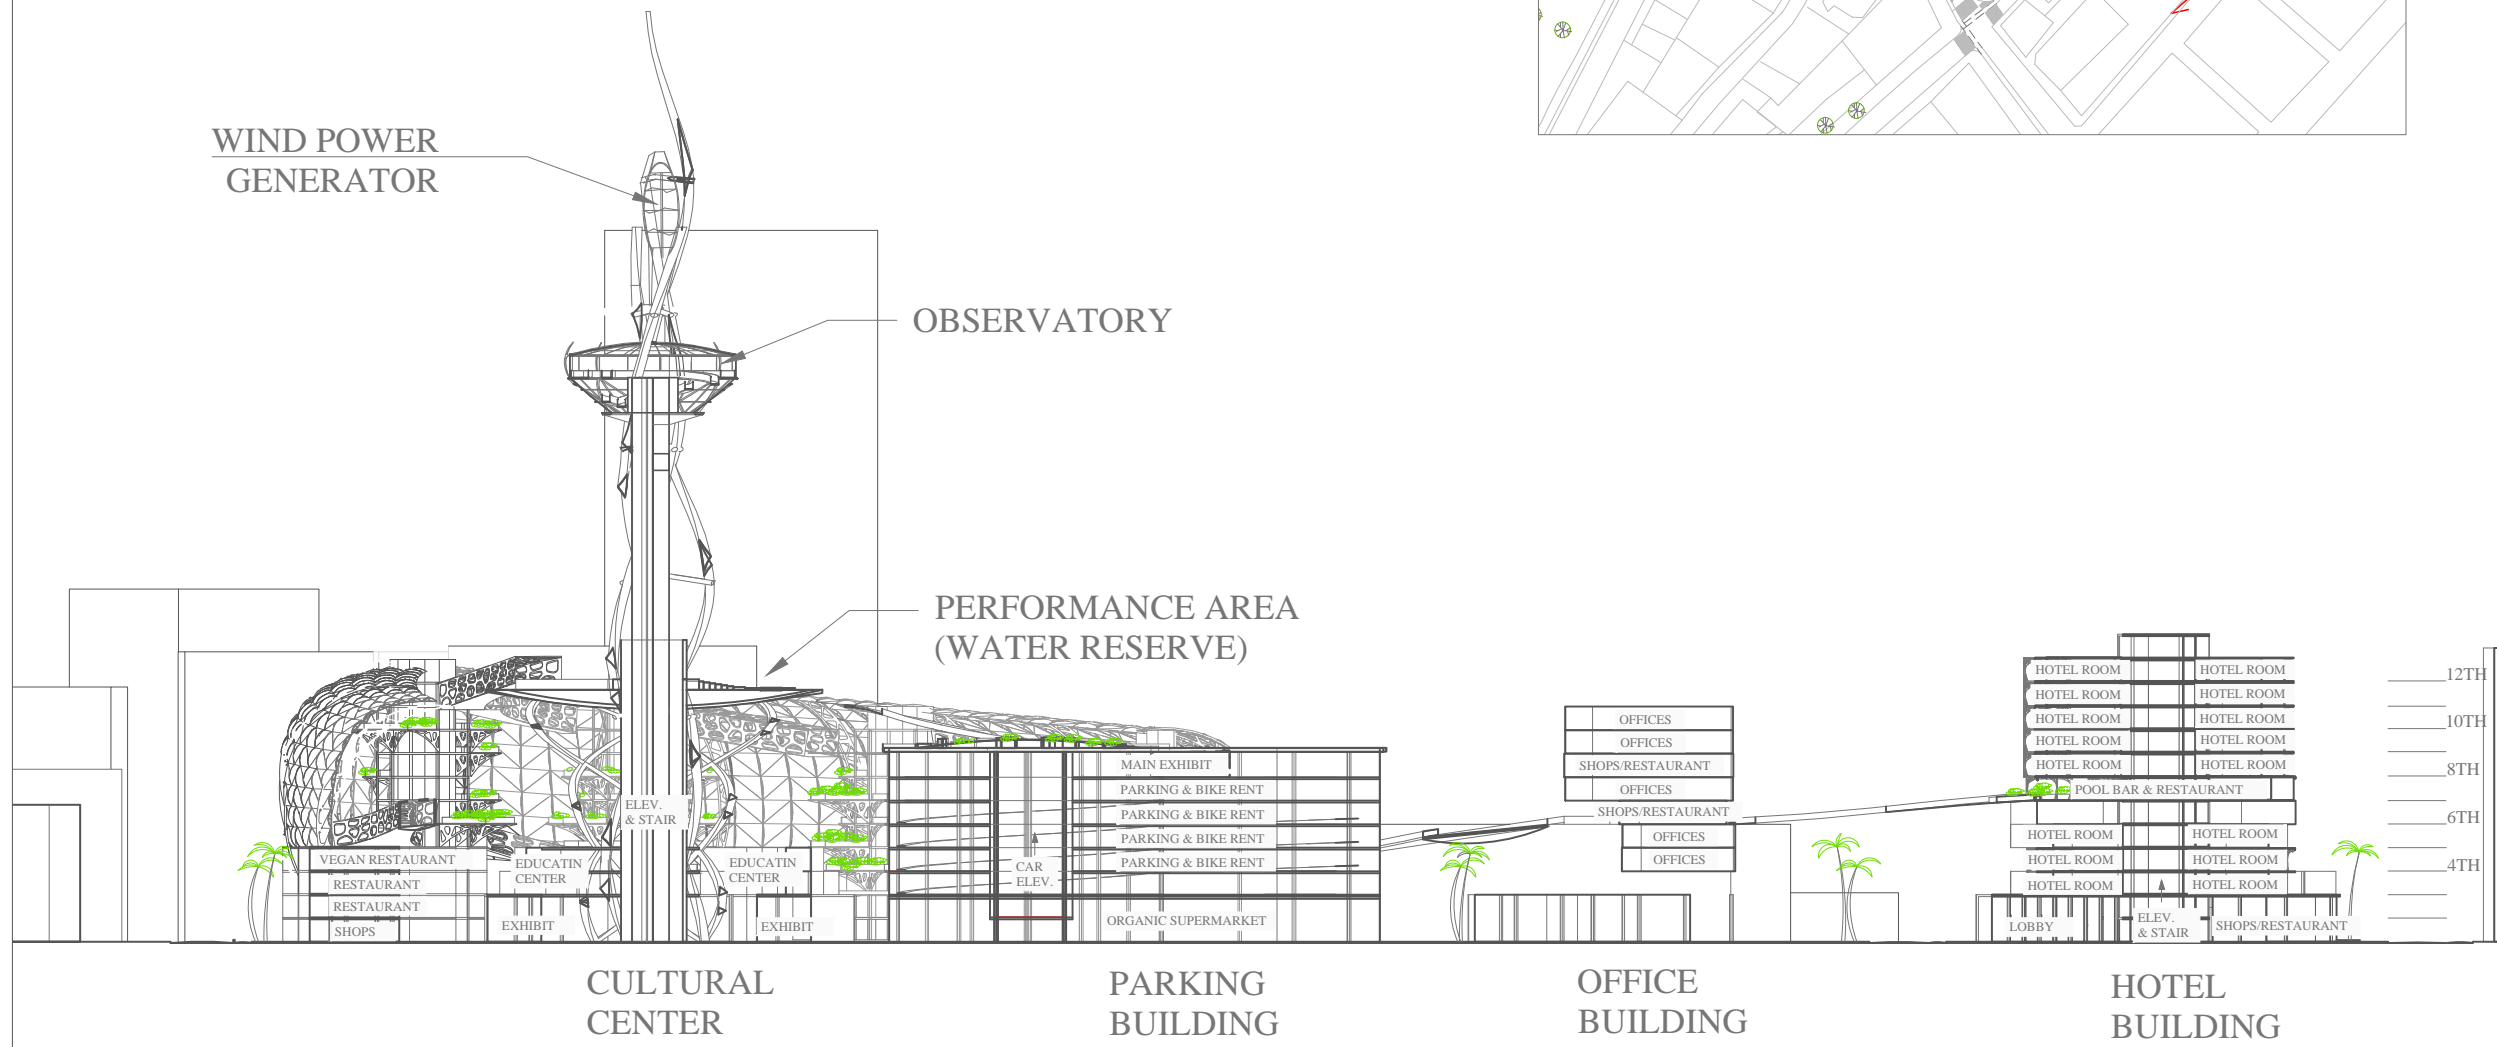 WIND POWER
GENERATOR
OBSERVATORY
PERFORMANCE AREA
(WATER RESERVE)
ELEV.
& STAIR
VEGAN RESTAURANT
RESTAURANT
RESTAURANT
SHOPS
EDUCATIN
CENTER
EXHIBIT
EDUCATIN
CENTER
EXHIBIT
MAIN EXHIBIT
PARKING & BIKE RENT
PARKING & BIKE RENT
PARKING & BIKE RENT
PARKING & BIKE RENT
CAR
ELEV.
ORGANIC SUPERMARKET
OFFICES
OFFICES
SHOPS/RESTAURANT
OFFICES
SHOPS/RESTAURANT
OFFICES
OFFICES
HOTEL ROOM HOTEL ROOM
HOTEL ROOM HOTEL ROOM
HOTEL ROOM HOTEL ROOM
HOTEL ROOM HOTEL ROOM
HOTEL ROOM HOTEL ROOM
POOL BAR & RESTAURANT
HOTEL ROOM HOTEL ROOM
HOTEL ROOM HOTEL ROOM
HOTEL ROOM HOTEL ROOM
LOBBY
ELEV.
& STAIR
SHOPS/RESTAURANT
12TH
10TH
8TH
6TH
4TH
CULTURAL
CENTER
PARKING
BUILDING
OFFICE
BUILDING
HOTEL
BUILDING